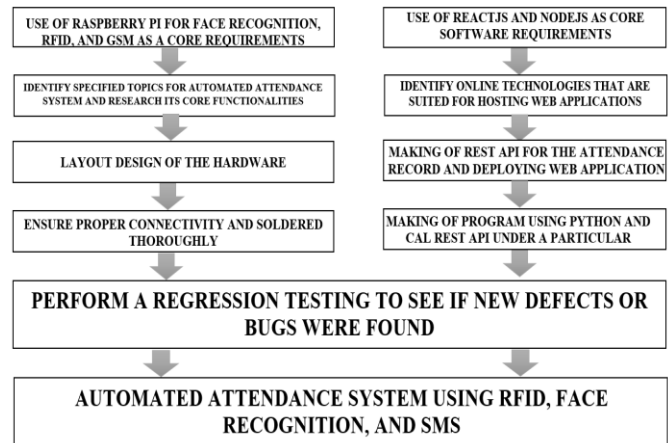 USE OF RASPBERRY PI FOR FACE RECOGNITION,
RFID, AND GSM AS A CORE REQUIREMENTS
IDENTIFY SPECIFIED TOPICS FOR AUTOMATED ATTENDANCE
SYSTEM AND RESEARCH ITS CORE FUNCTIONALITIES
LAYOUT DESIGN OF THE HARDWARE
ENSURE PROPER CONNECTIVITY AND SOLDERED
THOROUGHLY
USE OF REACTJS AND NODEJS AS CORE
SOFTWARE REQUIREMENTS
IDENTIFY ONLINE TECHNOLOGIES THAT ARE
SUITED FOR HOSTING WEB APPLICATIONS
MAKING OF REST API FOR THE ATTENDANCE
RECORD AND DEPLOYING WEB APPLICATION
MAKING OF PROGRAM USING PYTHON AND
CAL REST API UNDER A PARTICULAR
PERFORM A REGRESSION TESTING TO SEE IF NEW DEFECTS OR
BUGS WERE FOUND
AUTOMATED ATTENDANCE SYSTEM USING RFID, FACE
RECOGNITION, AND SMS